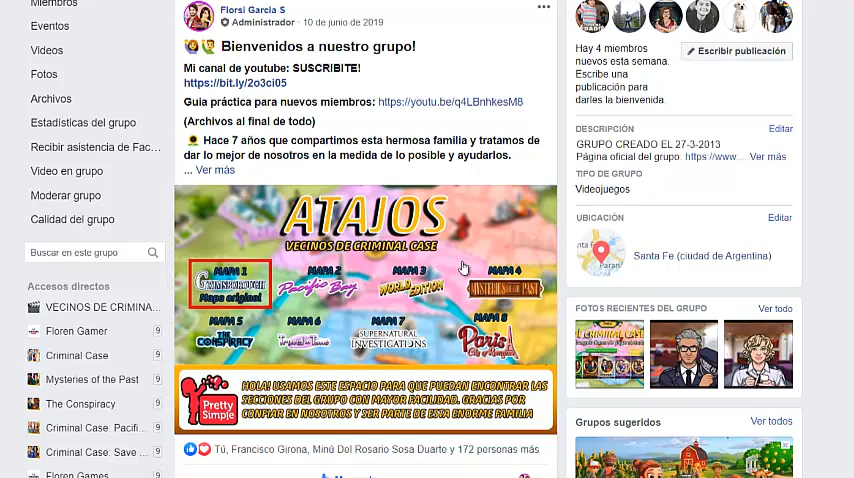 Miembros
Eventos
Videos
Fotos
Archivos
Estadísticas del grupo
Recibir asistencia de Fac...
Video en grupo
Moderar grupo
Calidad del grupo
Buscar en este grupo
Accesos directos
VECINOS DE CRIMINA...
Floren Gamer 9
Criminal Case 9
Mysteries of the Past 9
The Conspiracy 9
Criminal Case: Pacifi... 9
Criminal Case: Save ... 9
Floren Games 9
Florsi Garcia S
Administrador · 10 de junio de 2019
Bienvenidos a nuestro grupo!
Mi canal de youtube: SUSCRIBITE!
https://bit.ly/2o3ci05
Guia práctica para nuevos miembros: https://youtu.be/q4LBnhkesM8
(Archivos al final de todo)
Hace 7 años que compartimos esta hermosa familia y tratamos de
dar lo mejor de nosotros en la medida de lo posible y ayudarlos.
... Ver más
ATAJOS
VECINOS DE CRIMINAL CASE
MAPA 1 MAPA 2 MAPA 3 MAPA 4
GRIMSBOROUGH Pacific Bay WORLD EDITION MYSTERIES OF THE PAST
Mapa original
MAPA 5 MAPA 6 MAPA 7 MAPA 8
THE CONSPIRACY Travel in Time SUPERNATURAL INVESTIGATIONS Paris City of Romance
Pretty Simple
HOLA! USAMOS ESTE ESPACIO PARA QUE PUEDAN ENCONTRAR LAS
SECCIONES DEL GRUPO CON MAYOR FACILIDAD. GRACIAS POR
CONFIAR EN NOSOTROS Y SER PARTE DE ESTA ENORME FAMILIA
Tú, Francisco Girona, Minú Del Rosario Sosa Duarte y 172 personas más
Hay 4 miembros
nuevos esta semana.
Escribe una
publicación para
darles la bienvenida.
Escribir publicación
DESCRIPCIÓN Editar
GRUPO CREADO EL 27-3-2013
Página oficial del grupo: https://www.... Ver más
TIPO DE GRUPO
Videojuegos
UBICACIÓN Editar
Santa Fe (ciudad de Argentina)
FOTOS RECIENTES DEL GRUPO Ver todo
Grupos sugeridos Ver todos